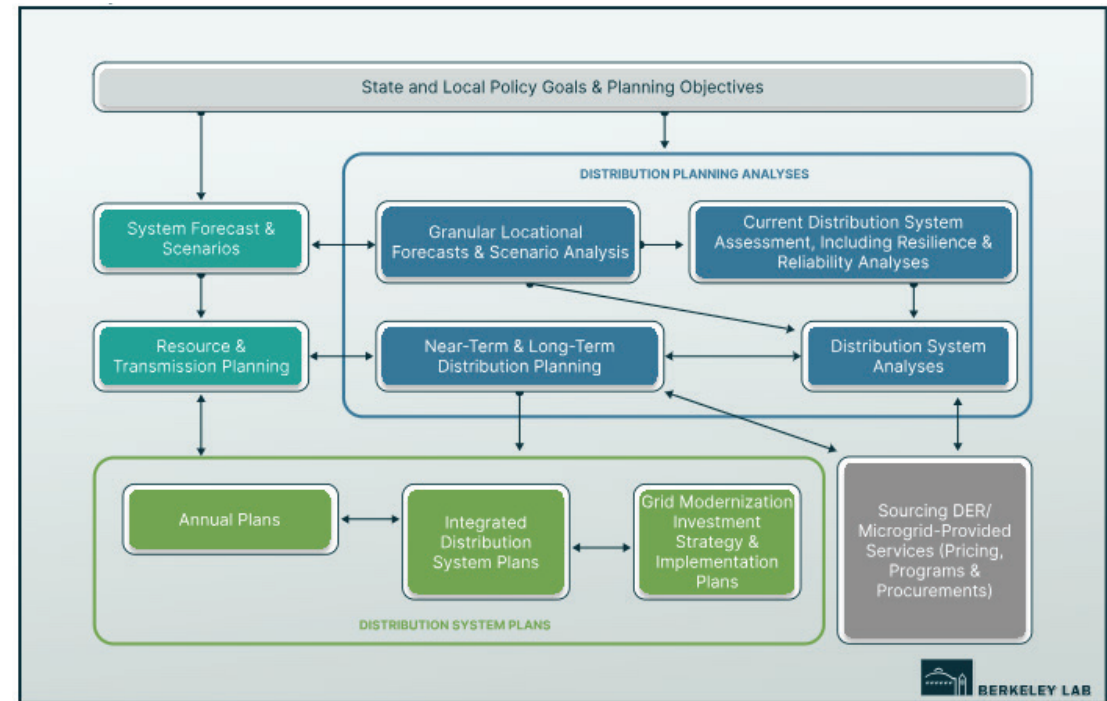 State and Local Policy Goals & Planning Objectives
DISTRIBUTION PLANNING ANALYSES
System Forecast &
Scenarios
Granular Locational
Forecasts & Scenario Analysis
Current Distribution System
Assessment, Including Resilience &
Reliability Analyses
Resource &
Transmission Planning
Near-Term & Long-Term
Distribution Planning
Distribution System
Analyses
Annual Plans
Integrated
Distribution
System Plans
Grid Modernization
Investment
Strategy &
Implementation
Plans
Sourcing DER/
Microgrid-Provided
Services (Pricing,
Programs &
Procurements)
DISTRIBUTION SYSTEM PLANS
BERKELEY LAB